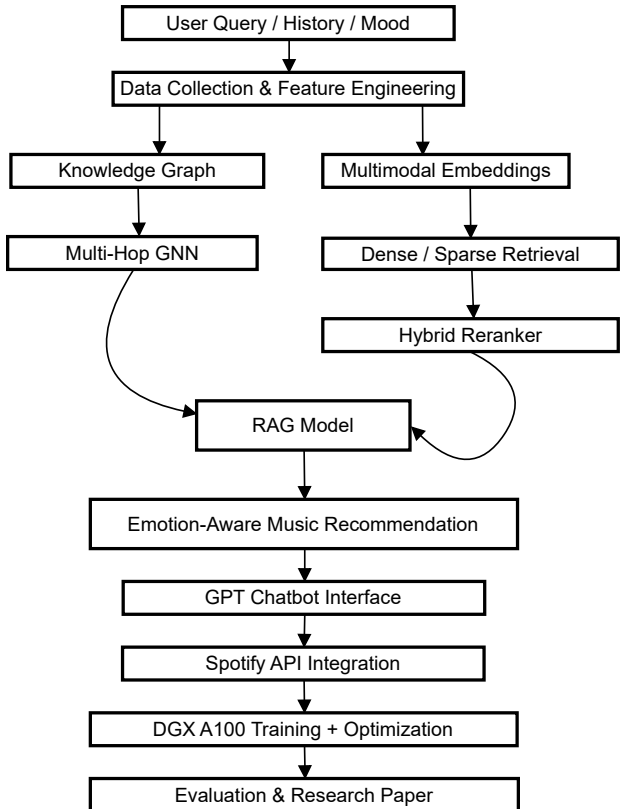 User Query / History / Mood
Data Collection & Feature Engineering
Knowledge Graph
Multimodal Embeddings
Multi-Hop GNN
Dense / Sparse Retrieval
Hybrid Reranker
RAG Model
Emotion-Aware Music Recommendation
GPT Chatbot Interface
Spotify API Integration
DGX A100 Training + Optimization
Evaluation & Research Paper